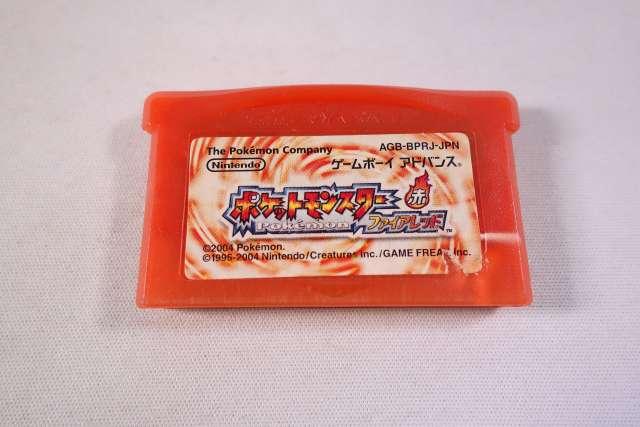 The Pokémon Company
AGB-BPRJ-JPN
Nintendo
ゲームボーイ アドバンス®
ポケットモンスター
Pokémon
赤
ファイアレッド™
©2004 Pokémon.
©1995-2004 Nintendo/Creatures inc./GAME FREAK inc.